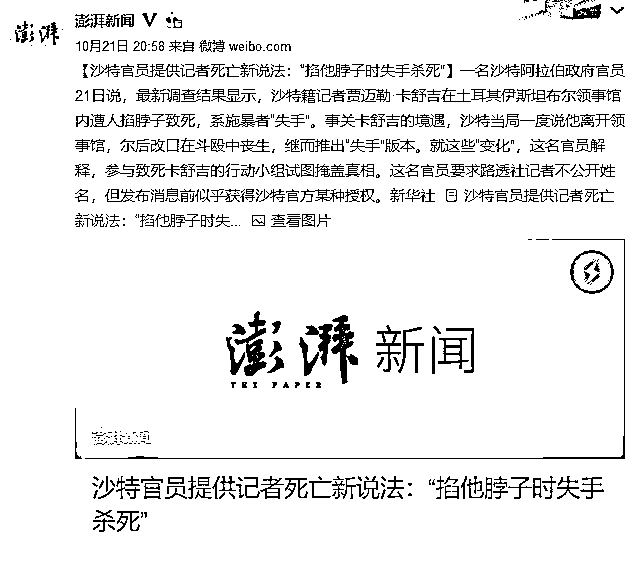 澎湃
澎湃新闻 V
10月21日 20:58 来自 微博 weibo.com
【沙特官员提供记者死亡新说法：“掐他脖子时失手杀死”】一名沙特阿拉伯政府官员
21日说，最新调查结果显示，沙特籍记者贾迈勒·卡舒吉在土耳其伊斯坦布尔领事馆
内遭人掐脖子致死，系施暴者“失手”。事关卡舒吉的境遇，沙特当局一度说他离开领
事馆，尔后改口在斗殴中丧生，继而推出“失手”版本。就这些“变化”，这名官员解
释，参与致死卡舒吉的行动小组试图掩盖真相。这名官员要求路透社记者不公开姓
名，但发布消息前似乎获得沙特官方某种授权。新华社 沙特官员提供记者死亡
新说法：“掐他脖子时失... 查看图片
澎湃新闻
THE PAPER
澎湃新闻
沙特官员提供记者死亡新说法：“掐他脖子时失手
杀死”